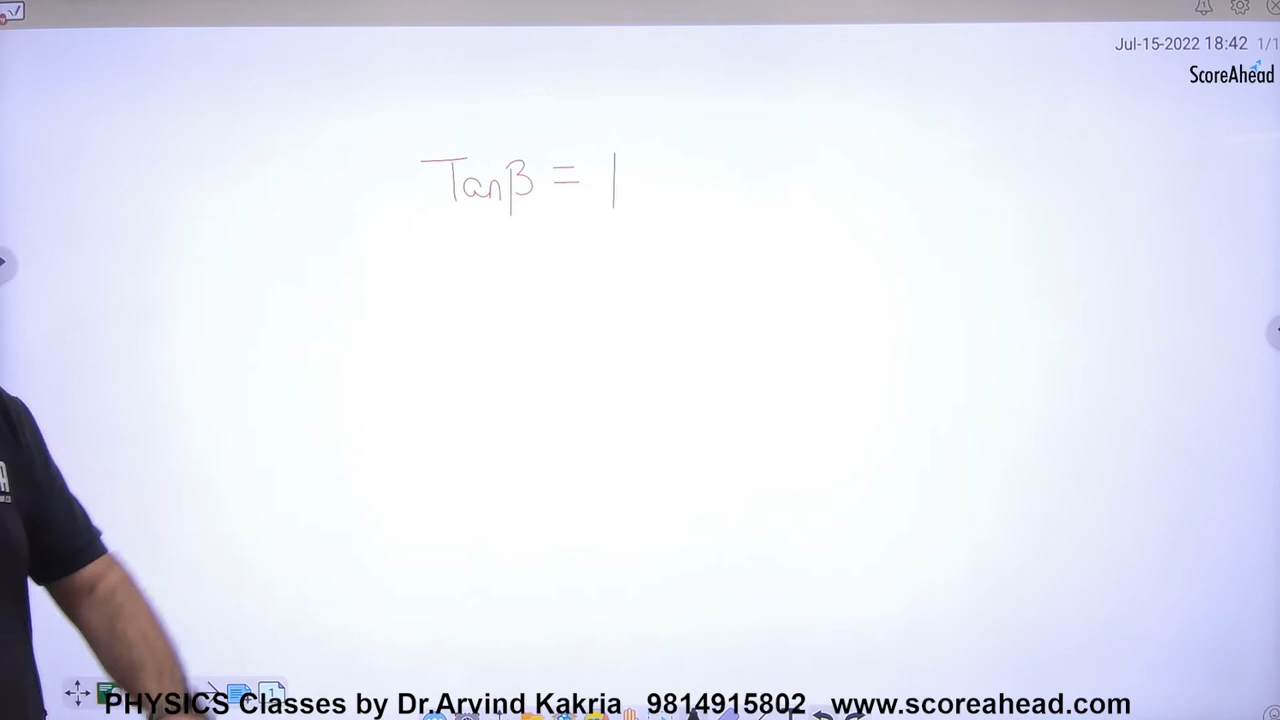 Jul-15-2022 18:42 1/1
ScoreAhead
Tanβ = 1
1
PHYSICS Classes by Dr.Arvind Kakria 9814915802 www.scoreahead.com